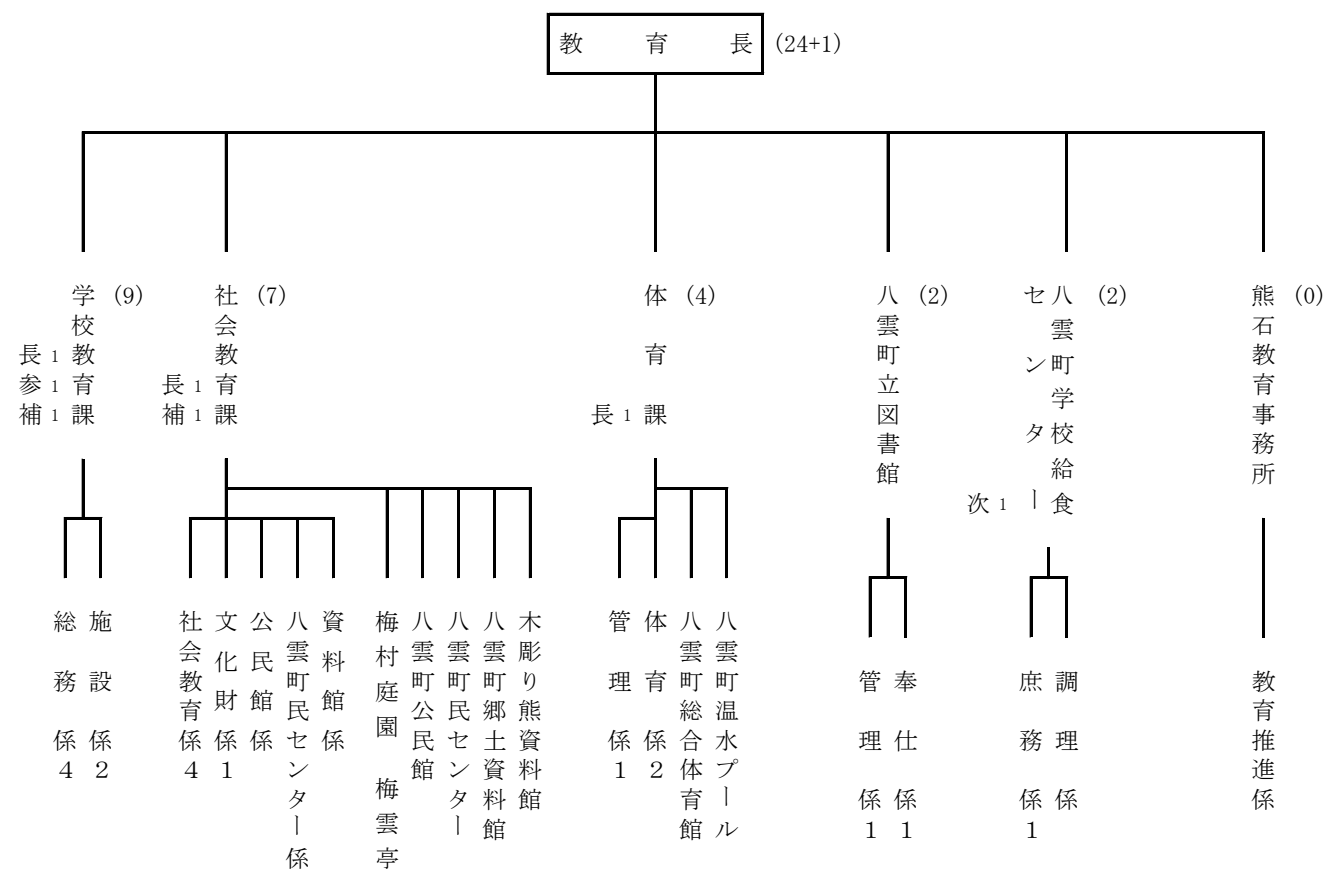 教育長 (24+1)
学校教育課 (9)
長1
参1
補1
社会教育課 (7)
長1
補1
体育課 (4)
長1
八雲町立図書館 (2)
八雲町学校給食 (2)
センター
次1
熊石教育事務所 (0)
総務係4
施設係2
社会教育係4
文化財係1
公民館係
八雲町民センター係
資料館係
梅村庭園 梅雲亭
八雲町公民館
八雲町民センター
八雲町郷土資料館
木彫り熊資料館
管理係1
体育係2
八雲町総合体育館
八雲町温水プール
管理係1
奉仕係1
庶務係1
調理係
教育推進係